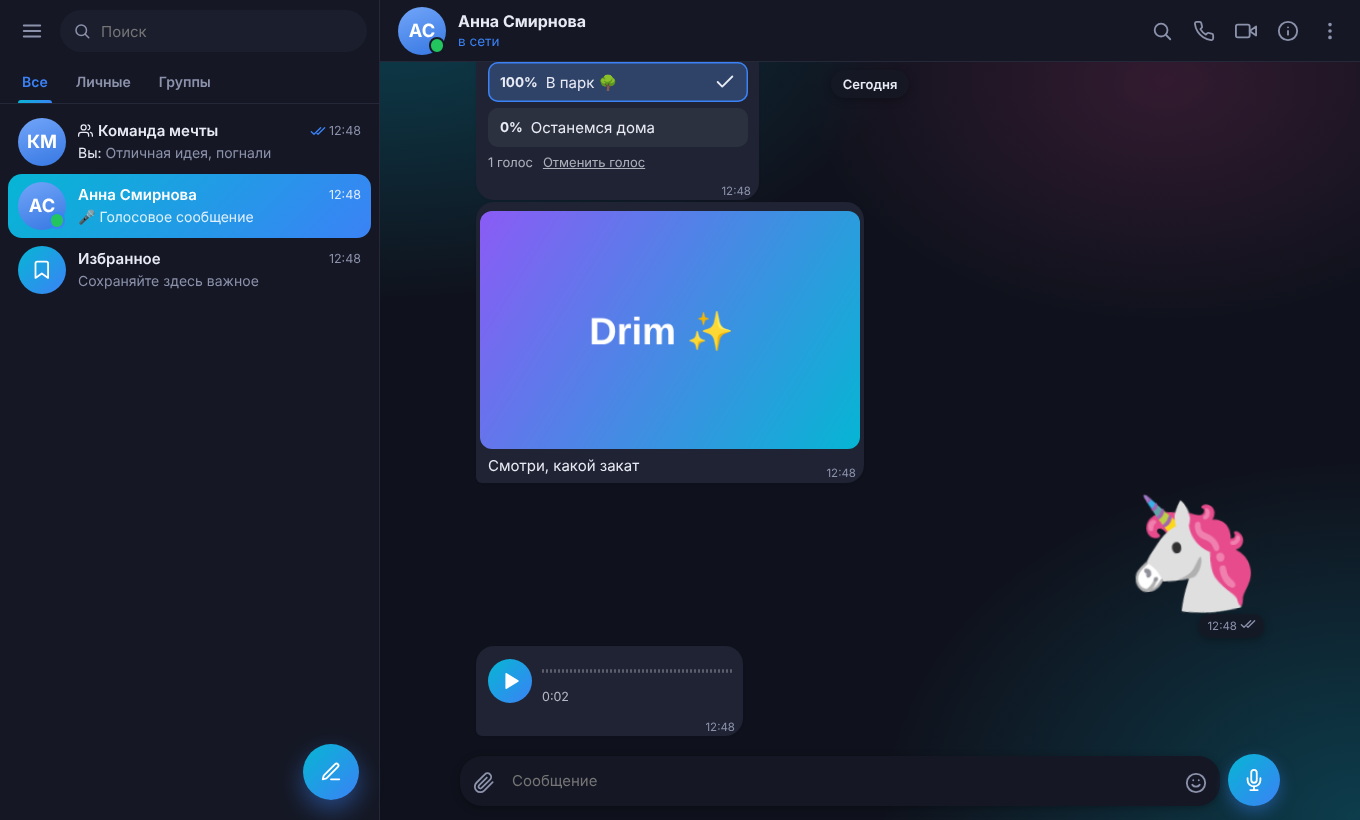 Поиск
Все Личные Группы
КМ
Команда мечты 12:48
Вы: Отличная идея, погнали
АС
Анна Смирнова 12:48
🎤 Голосовое сообщение
Избранное 12:48
Сохраняйте здесь важное
АС
Анна Смирнова
в сети
Сегодня
100% В парк 🌳
0% Останемся дома
1 голос Отменить голос
12:48
Drim ✨
Смотри, какой закат
12:48
12:48
0:02
12:48
Сообщение